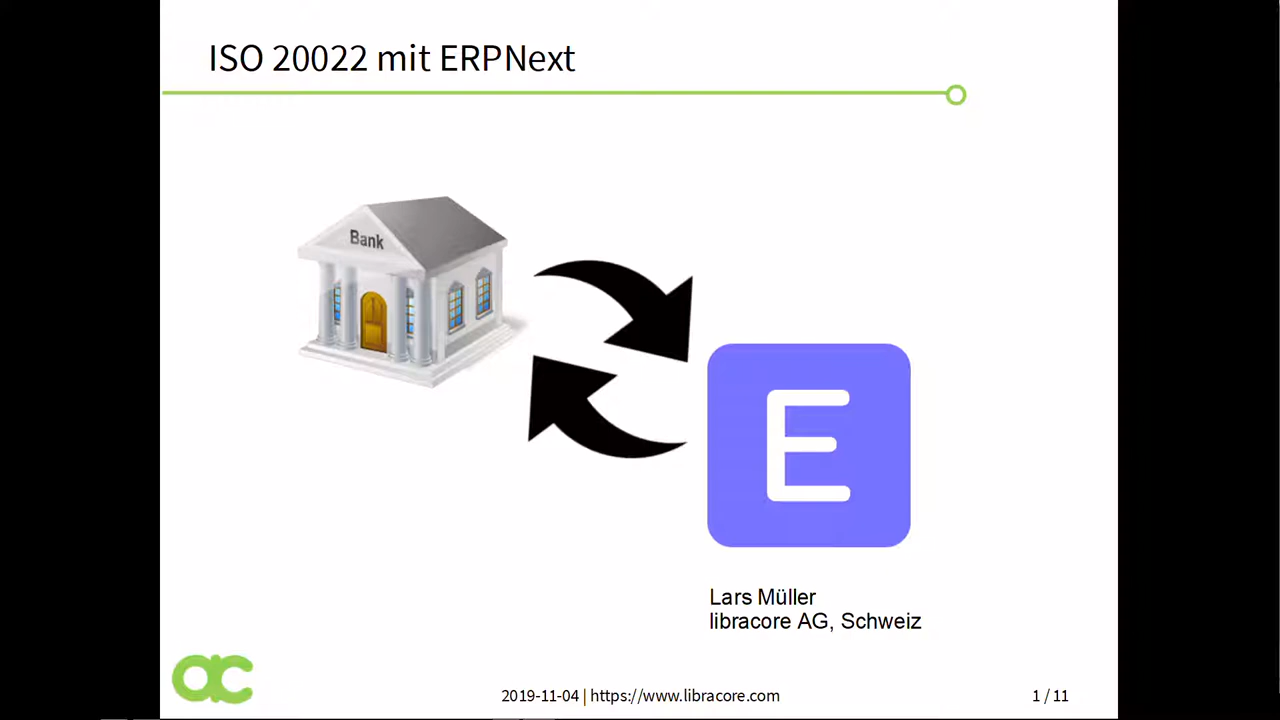 ISO 20022 mit ERPNext
Bank
E
Lars Müller
libracore AG, Schweiz
ac
2019-11-04 | https://www.libracore.com
1 / 11